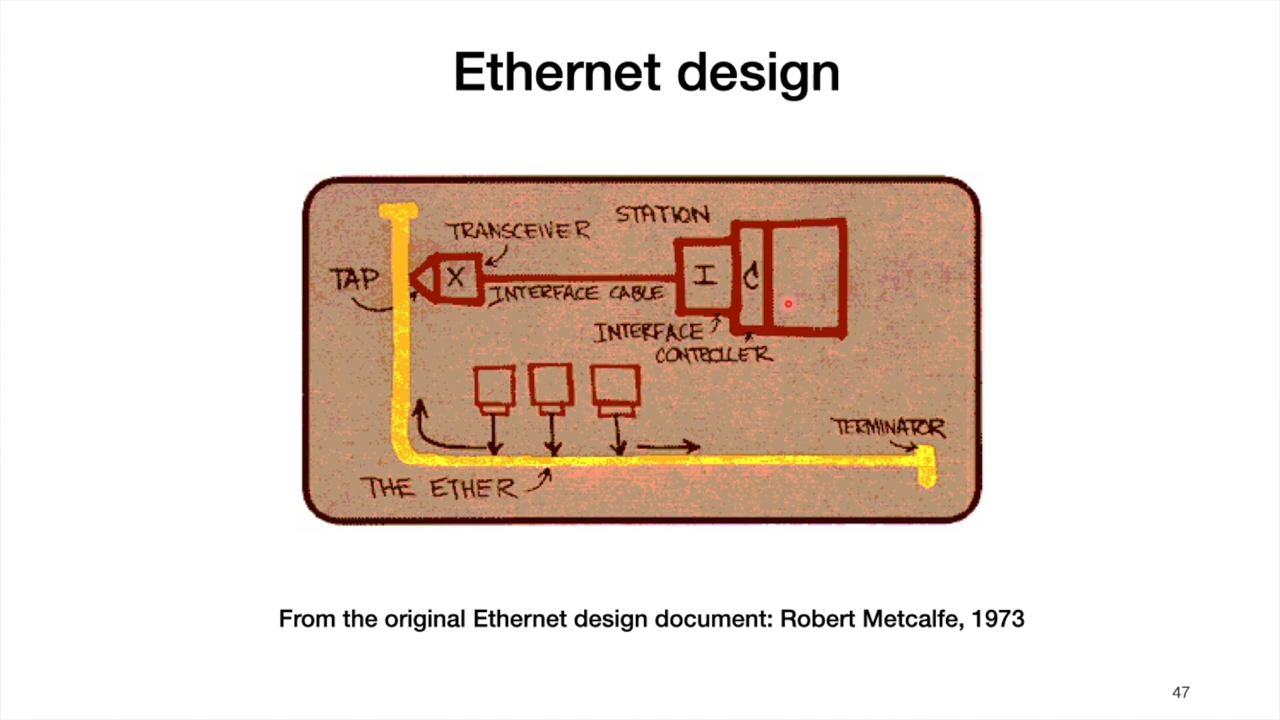 Ethernet design
STATION
TRANSCEIVER
TAP
X
I
C
INTERFACE CABLE
INTERFACE
CONTROLLER
TERMINATOR
THE ETHER
From the original Ethernet design document: Robert Metcalfe, 1973
47